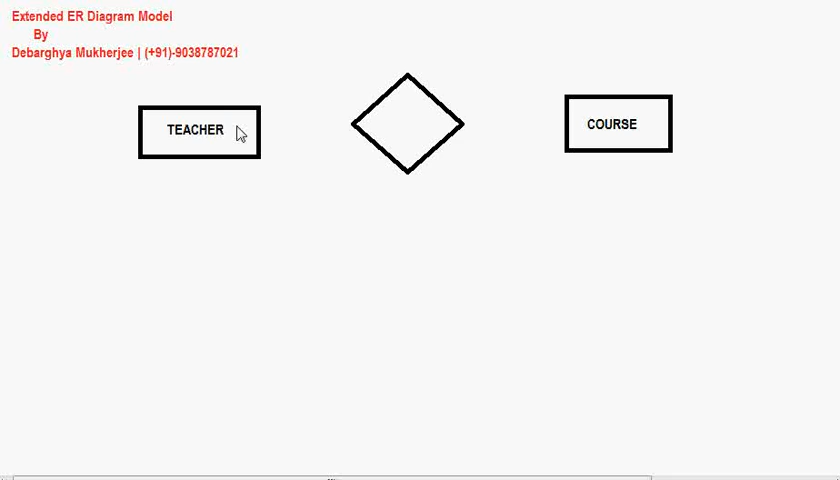 Extended ER Diagram Model
By
Debarghya Mukherjee | (+91)-9038787021
TEACHER
COURSE